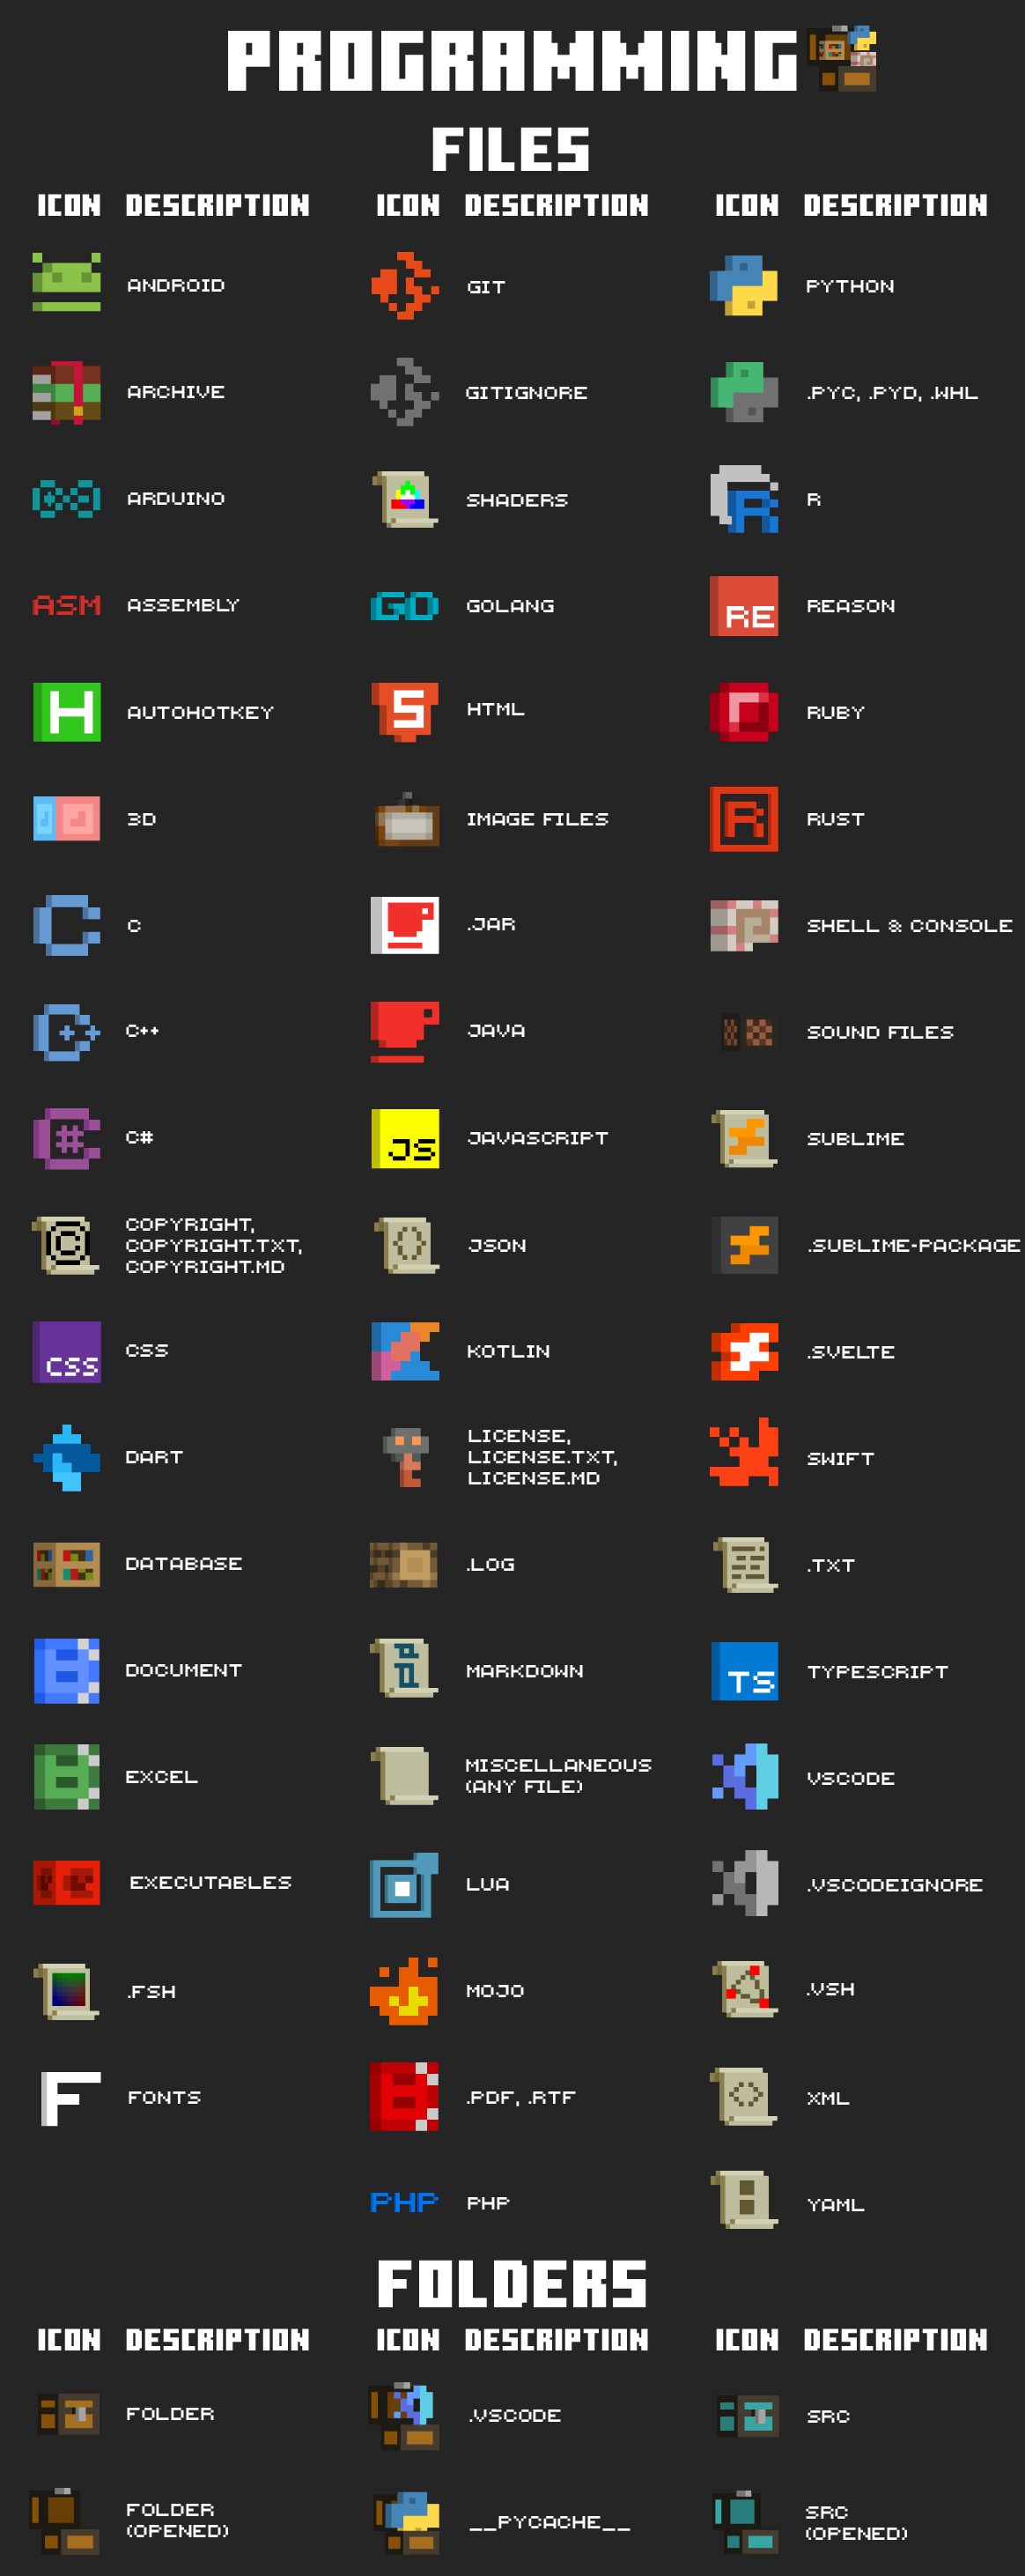 PROGRAMMING
FILES
ICON DESCRIPTION ICON DESCRIPTION ICON DESCRIPTION
ANDROID GIT PYTHON
ARCHIVE GITIGNORE .PYC, .PYD, .WHL
ARDUINO SHADERS R R
ASM ASSEMBLY GO GOLANG RE REASON
H AUTOHOTKEY 5 HTML RUBY
3D IMAGE FILES R RUST
C C .JAR SHELL & CONSOLE
C++ C++ JAVA SOUND FILES
C# C# JS JAVASCRIPT SUBLIME
© COPYRIGHT,
COPYRIGHT.TXT,
COPYRIGHT.MD
() JSON .SUBLIME-PACKAGE
CSS CSS KOTLIN .SVELTE
DART LICENSE,
LICENSE.TXT,
LICENSE.MD
SWIFT
DATABASE .LOG .TXT
B DOCUMENT MARKDOWN TS TYPESCRIPT
B EXCEL MISCELLANEOUS
(ANY FILE)
VSCODE
EXECUTABLES LUA .VSCODEIGNORE
.FSH MOJO .VSH
F FONTS B .PDF, .RTF <> XML
PHP PHP : YAML
FOLDERS
ICON DESCRIPTION ICON DESCRIPTION ICON DESCRIPTION
FOLDER .VSCODE SRC
FOLDER
(OPENED)
__PYCACHE__
SRC
(OPENED)